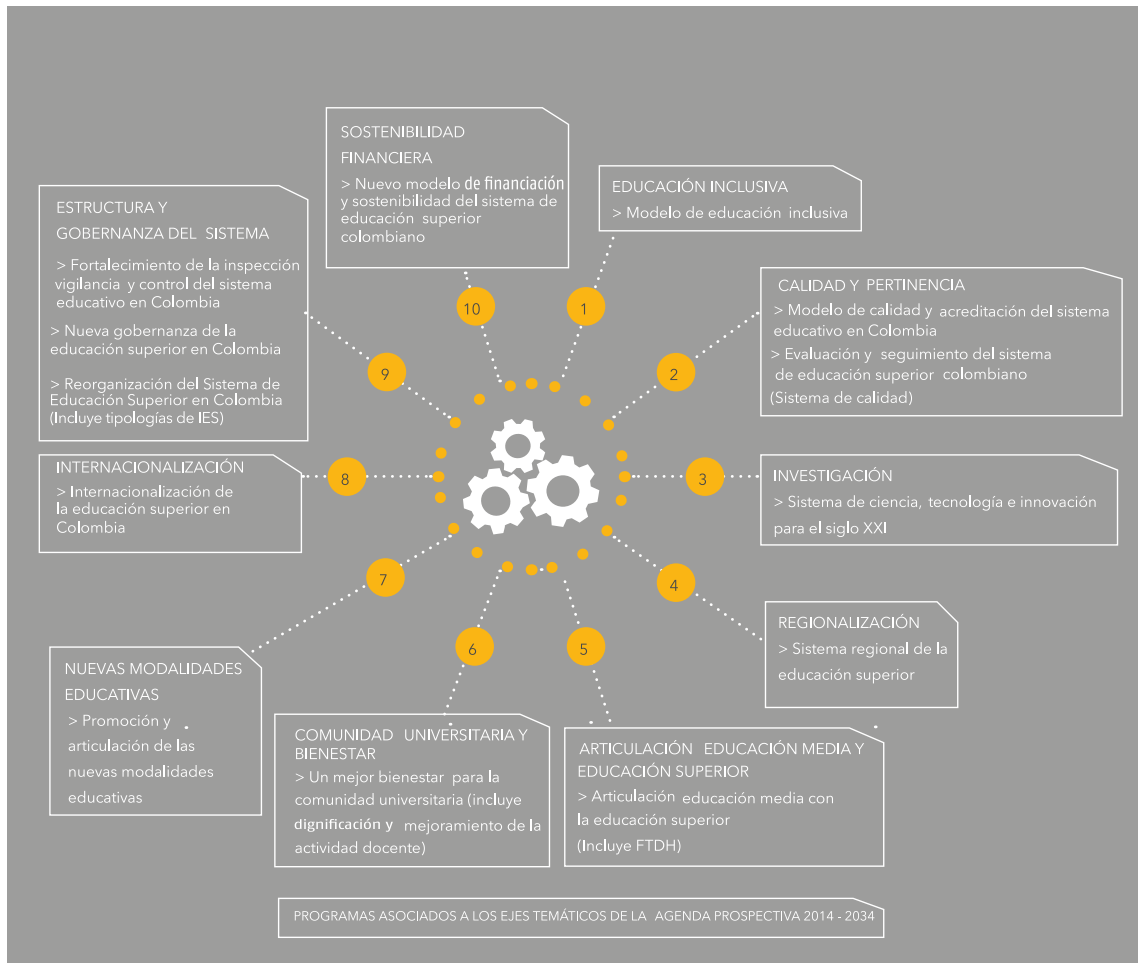 SOSTENIBILIDAD
FINANCIERA
> Nuevo modelo de financiación
y sostenibilidad del sistema de
educación superior
colombiano
10
EDUCACIÓN INCLUSIVA
> Modelo de educación inclusiva
1
CALIDAD Y PERTINENCIA
> Modelo de calidad y acreditación del sistema
educativo en Colombia
> Evaluación y seguimiento del sistema
de educación superior colombiano
(Sistema de calidad)
2
INVESTIGACIÓN
> Sistema de ciencia, tecnología e innovación
para el siglo XXI
3
REGIONALIZACIÓN
> Sistema regional de la
educación superior
4
ARTICULACIÓN EDUCACIÓN MEDIA Y
EDUCACIÓN SUPERIOR
> Articulación educación media con
la educación superior
(Incluye FTDH)
5
COMUNIDAD UNIVERSITARIA Y
BIENESTAR
> Un mejor bienestar para la
comunidad universitaria (incluye
dignificación y mejoramiento de la
actividad docente)
6
NUEVAS MODALIDADES
EDUCATIVAS
> Promoción y
articulación de las
nuevas modalidades
educativas
7
INTERNACIONALIZACIÓN
> Internacionalización de
la educación superior en
Colombia
8
ESTRUCTURA Y
GOBERNANZA DEL SISTEMA
> Fortalecimiento de la inspección
vigilancia y control del sistema
educativo en Colombia
> Nueva gobernanza de la
educación superior en Colombia
> Reorganización del Sistema de
Educación Superior en Colombia
(Incluye tipologías de IES)
9
PROGRAMAS ASOCIADOS A LOS EJES TEMÁTICOS DE LA AGENDA PROSPECTIVA 2014 - 2034